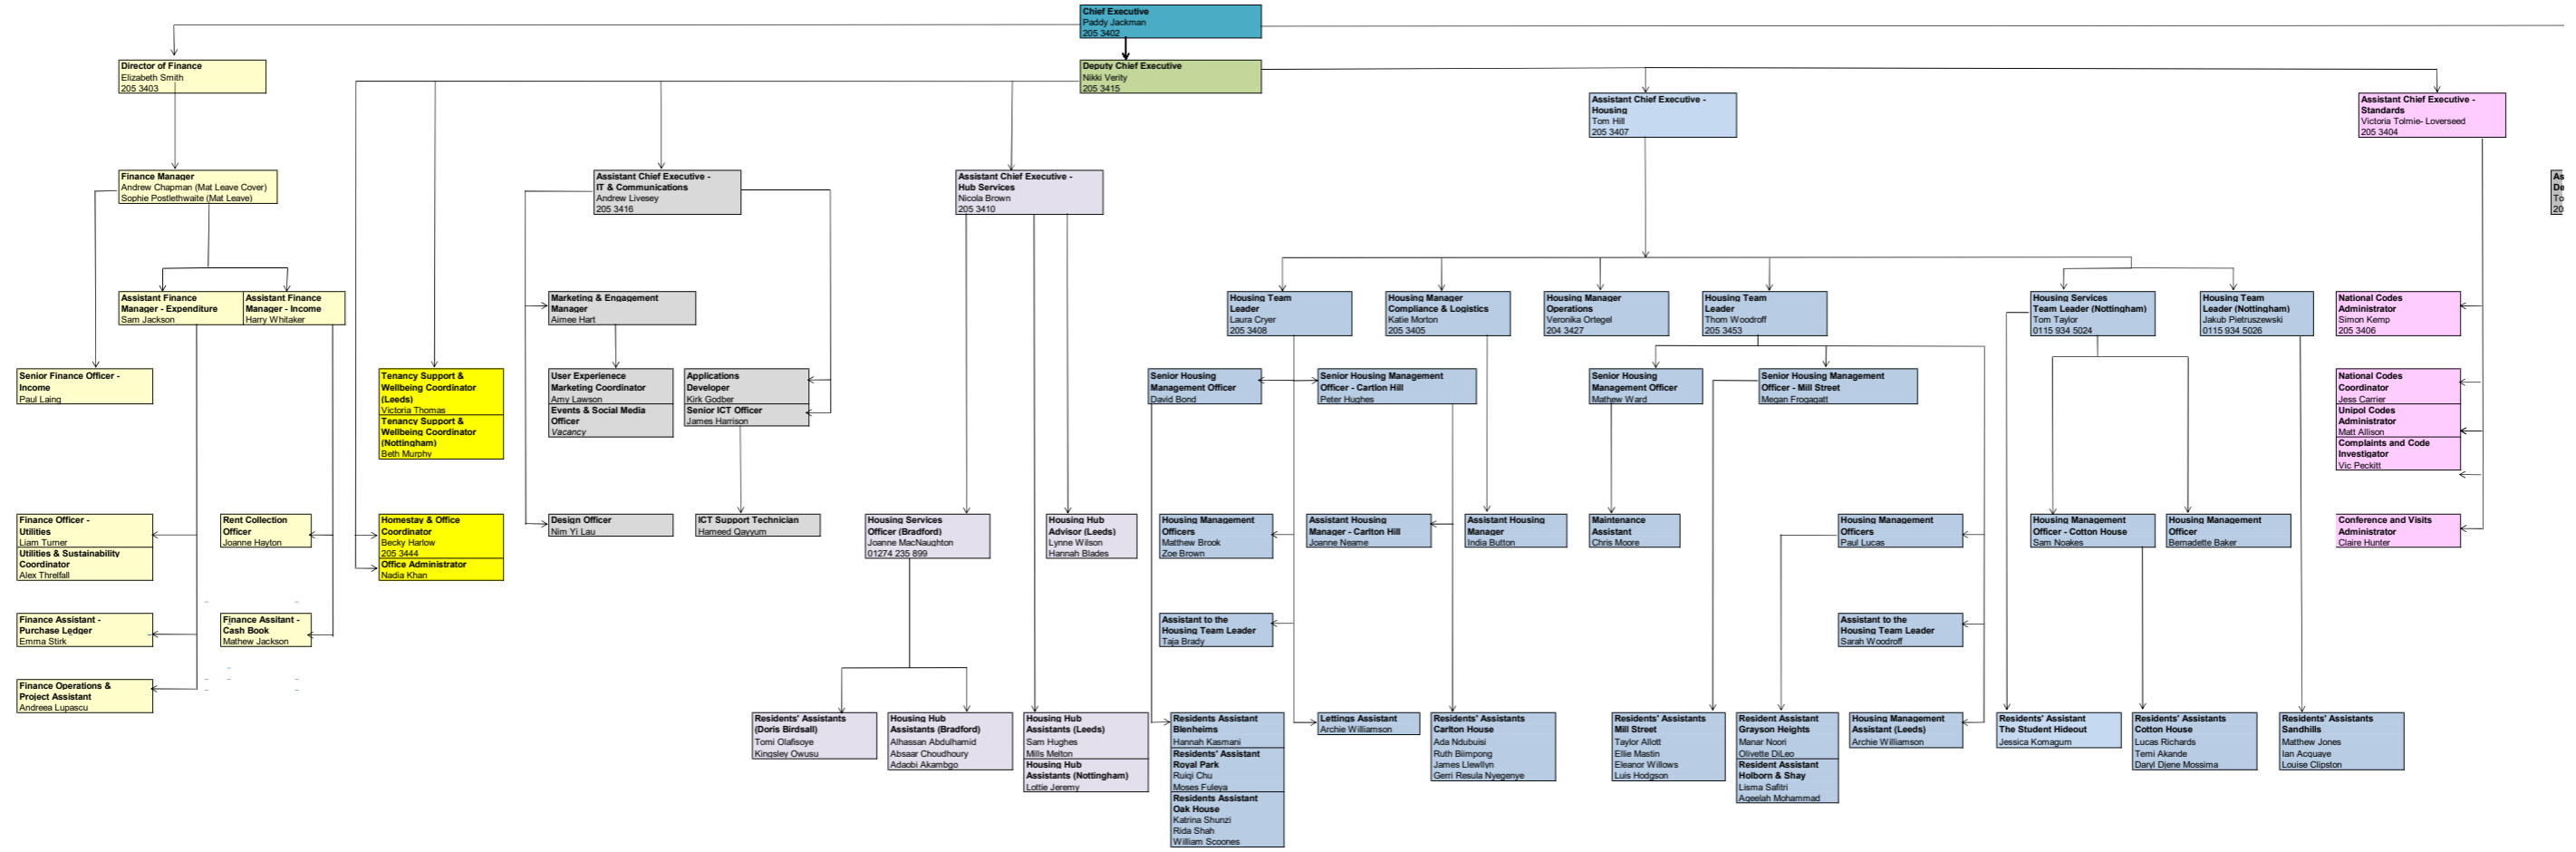 Chief Executive
Paddy Jackman
205 3402
Director of Finance
Elizabeth Smith
205 3403
Deputy Chief Executive
Nikki Verity
205 3415
Assistant Chief Executive -
Housing
Tom Hill
205 3407
Assistant Chief Executive -
Standards
Victoria Tolmie- Loverseed
205 3404
Finance Manager
Andrew Chapman (Mat Leave Cover)
Sophie Postlethwaite (Mat Leave)
Assistant Chief Executive -
IT & Communications
Andrew Livesey
205 3416
Assistant Chief Executive -
Hub Services
Nicola Brown
205 3410
As
De
To
20
Assistant Finance
Manager - Expenditure
Sam Jackson
Assistant Finance
Manager - Income
Harry Whitaker
Marketing & Engagement
Manager
Aimee Hart
Housing Team
Leader
Laura Cryer
205 3408
Housing Manager
Compliance & Logistics
Katie Morton
205 3405
Housing Manager
Operations
Veronika Ortegel
204 3427
Housing Team
Leader
Thom Woodroff
205 3453
Housing Services
Team Leader (Nottingham)
Tom Taylor
0115 934 5024
Housing Team
Leader (Nottingham)
Jakub Pietruszewski
0115 934 5026
National Codes
Administrator
Simon Kemp
205 3406
Senior Finance Officer -
Income
Paul Laing
Tenancy Support &
Wellbeing Coordinator
(Leeds)
Victoria Thomas
Tenancy Support &
Wellbeing Coordinator
(Nottingham)
Beth Murphy
User Experienece
Marketing Coordinator
Amy Lawson
Events & Social Media
Officer
Vacancy
Applications
Developer
Kirk Godber
Senior ICT Officer
James Harrison
Senior Housing
Management Officer
David Bond
Senior Housing Management
Officer - Carlton Hill
Peter Hughes
Senior Housing
Management Officer
Mathew Ward
Senior Housing Management
Officer - Mill Street
Megan Frogagatt
National Codes
Coordinator
Jess Carrier
Unipol Codes
Administrator
Matt Allison
Complaints and Code
Investigator
Vic Peckitt
Finance Officer -
Utilities
Liam Turner
Utilities & Sustainability
Coordinator
Alex Threlfall
Rent Collection
Officer
Joanne Hayton
Homestay & Office
Coordinator
Becky Harlow
205 3444
Office Administrator
Nadia Khan
Design Officer
Nim Yi Lau
ICT Support Technician
Hameed Qayyum
Housing Services
Officer (Bradford)
Joanne MacNaughton
01274 235 899
Housing Hub
Advisor (Leeds)
Lynne Wilson
Hannah Blades
Housing Management
Officers
Matthew Brook
Zoe Brown
Assistant Housing
Manager - Carlton Hill
Joanne Neame
Assistant Housing
Manager
India Button
Maintenance
Assistant
Chris Moore
Housing Management
Officers
Paul Lucas
Housing Management
Officer - Cotton House
Sam Noakes
Housing Management
Officer
Bernadette Baker
Conference and Visits
Administrator
Claire Hunter
Finance Assistant -
Purchase Ledger
Emma Stirk
Finance Assitant -
Cash Book
Mathew Jackson
Assistant to the
Housing Team Leader
Taja Brady
Assistant to the
Housing Team Leader
Sarah Woodroff
Finance Operations &
Project Assistant
Andreea Lupascu
Residents' Assistants
(Doris Birdsall)
Tomi Olafisoye
Kingsley Owusu
Housing Hub
Assistants (Bradford)
Alhassan Abdulhamid
Absaar Choudhoury
Adaobi Akambgo
Housing Hub
Assistants (Leeds)
Sam Hughes
Mills Melton
Housing Hub
Assistants (Nottingham)
Lottie Jeremy
Residents Assistant
Blenheims
Hannah Kasmani
Residents' Assistant
Royal Park
Ruiqi Chu
Moses Fuleya
Residents Assistant
Oak House
Katrina Shunzi
Rida Shah
William Scoones
Lettings Assistant
Archie Williamson
Residents' Assistants
Carlton House
Ada Ndubuisi
Ruth Biimpong
James Llewllyn
Gerri Resula Nyegenye
Residents' Assistants
Mill Street
Taylor Allott
Ellie Mastin
Eleanor Willows
Luis Hodgson
Resident Assistant
Grayson Heights
Manar Noori
Olivette DiLeo
Resident Assistant
Holborn & Shay
Lisma Safitri
Aqeelah Mohammad
Housing Management
Assistant (Leeds)
Archie Williamson
Residents' Assistant
The Student Hideout
Jessica Komagum
Residents' Assistants
Cotton House
Lucas Richards
Temi Akande
Daryl Djene Mossima
Residents' Assistants
Sandhills
Matthew Jones
Ian Acquaye
Louise Clipston